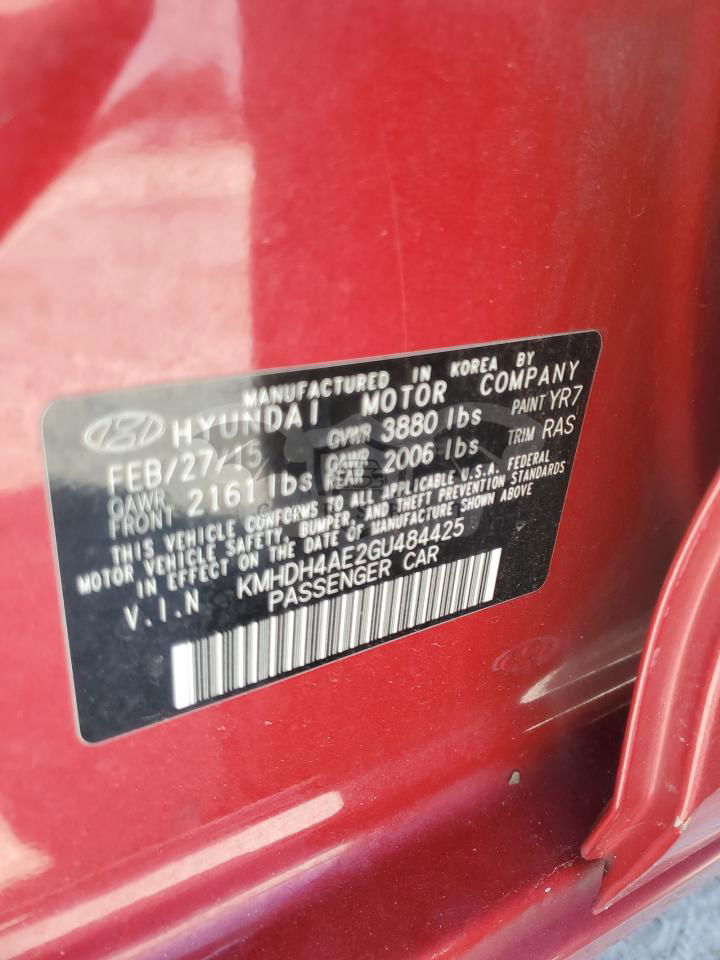 MANUFACTURED IN KOREA BY
HYUNDAI MOTOR COMPANY
FEB/27/15 GVWR 3880 lbs PAINT YR7
GAWR FRONT 2161 lbs GAWR REAR 2006 lbs TRIM RAS
THIS VEHICLE CONFORMS TO ALL APPLICABLE U.S.A. FEDERAL
MOTOR VEHICLE SAFETY, BUMPER, AND THEFT PREVENTION STANDARDS
IN EFFECT ON THE DATE OF MANUFACTURE SHOWN ABOVE
V.I.N KMHDH4AE2GU484425
PASSENGER CAR